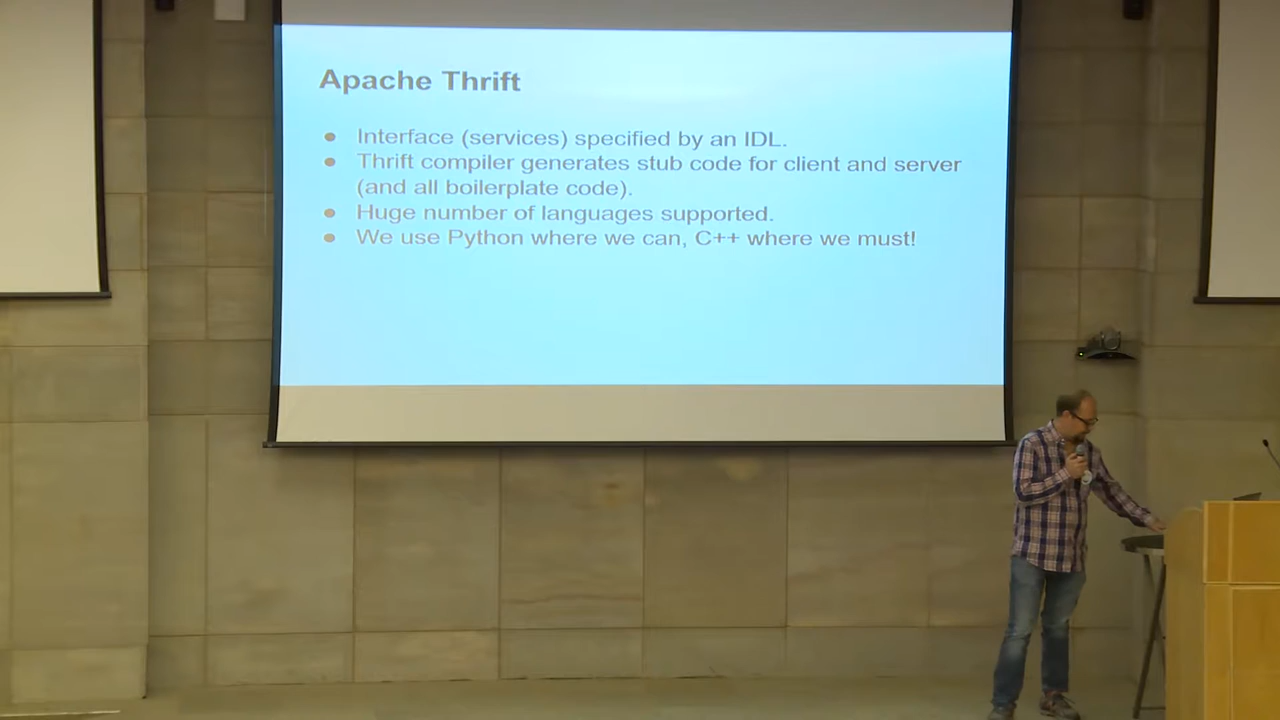 Apache Thrift
● Interface (services) specified by an IDL.
● Thrift compiler generates stub code for client and server
(and all boilerplate code).
● Huge number of languages supported.
● We use Python where we can, C++ where we must!